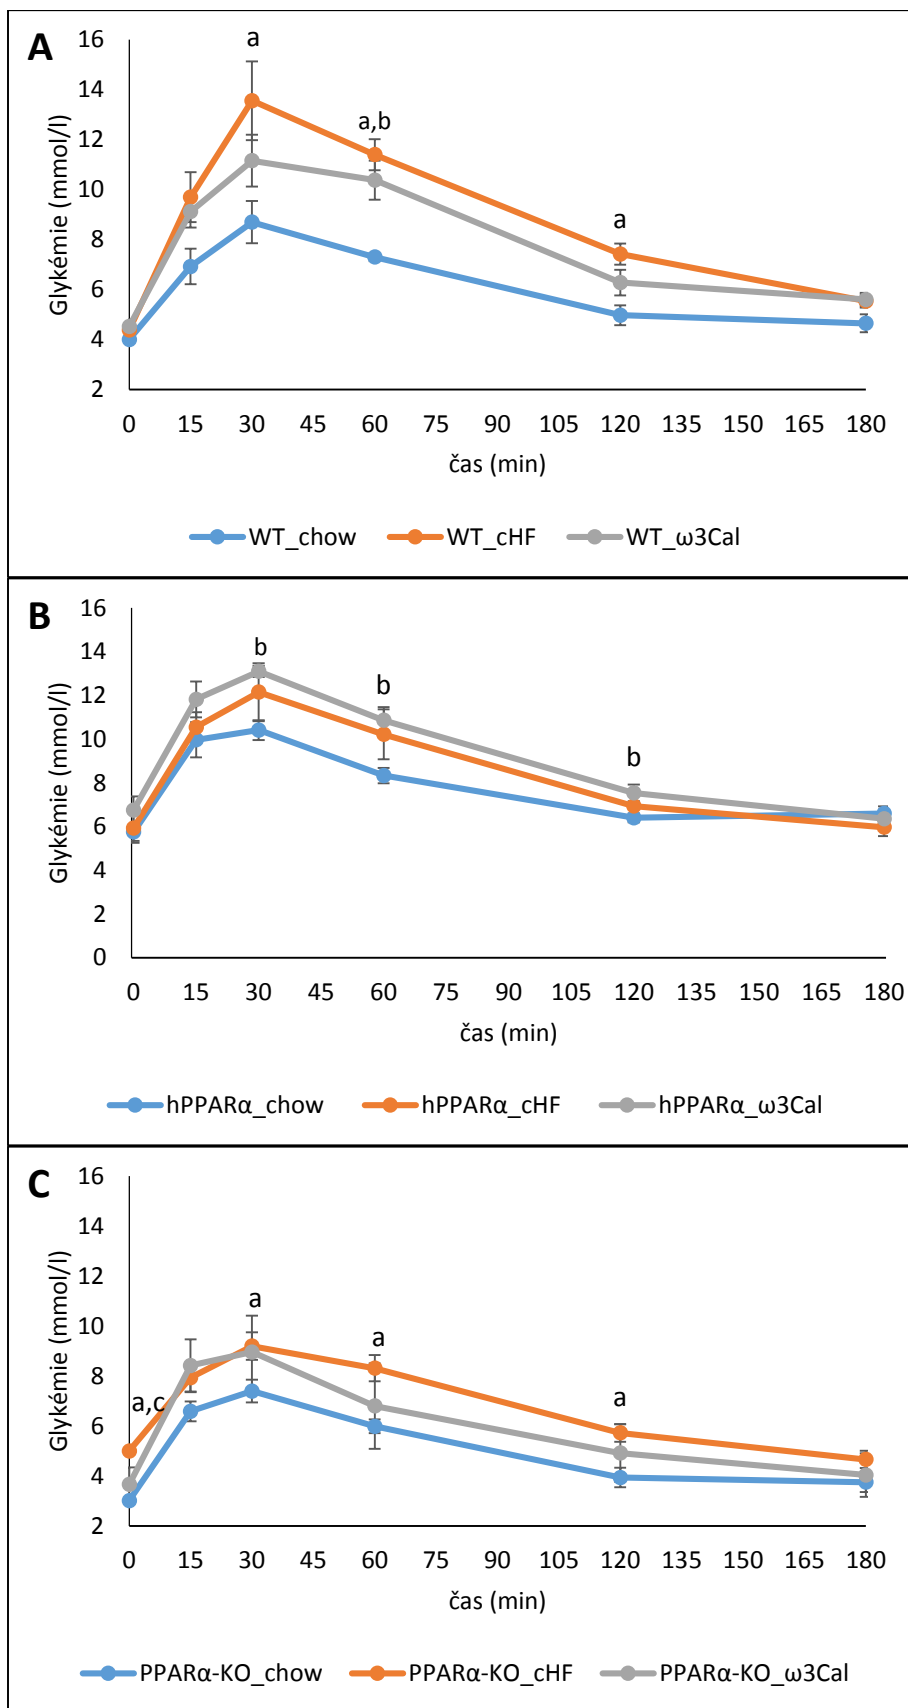 A
16
a
14
a,b
12
10
a
8
6
4
2
Glykémie (mmol/l)
0 15 30 45 60 75 90 105 120 135 150 165 180
čas (min)
WT_chow WT_cHF WT_ω3Cal
B
16
14
b
12
b
10
b
8
6
4
2
0
Glykémie (mmol/l)
0 15 30 45 60 75 90 105 120 135 150 165 180
čas (min)
hPPARα_chow hPPARα_cHF hPPARα_ω3Cal
C
16
14
12
a
10
a
8
a
a,c
6
4
2
Glykémie (mmol/l)
0 15 30 45 60 75 90 105 120 135 150 165 180
čas (min)
PPARα-KO_chow PPARα-KO_cHF PPARα-KO_ω3Cal